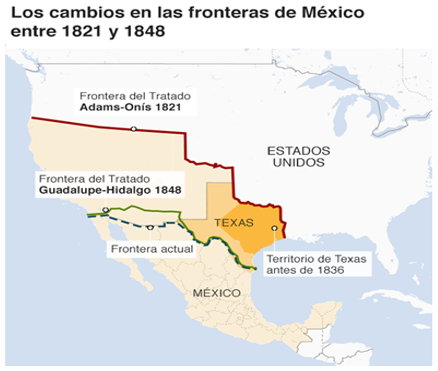 Los cambios en las fronteras de México
entre 1821 y 1848
Frontera del Tratado
Adams-Onís 1821
ESTADOS
UNIDOS
Frontera del Tratado
Guadalupe-Hidalgo 1848
TEXAS
Frontera actual
Territorio de Texas
antes de 1836
MÉXICO